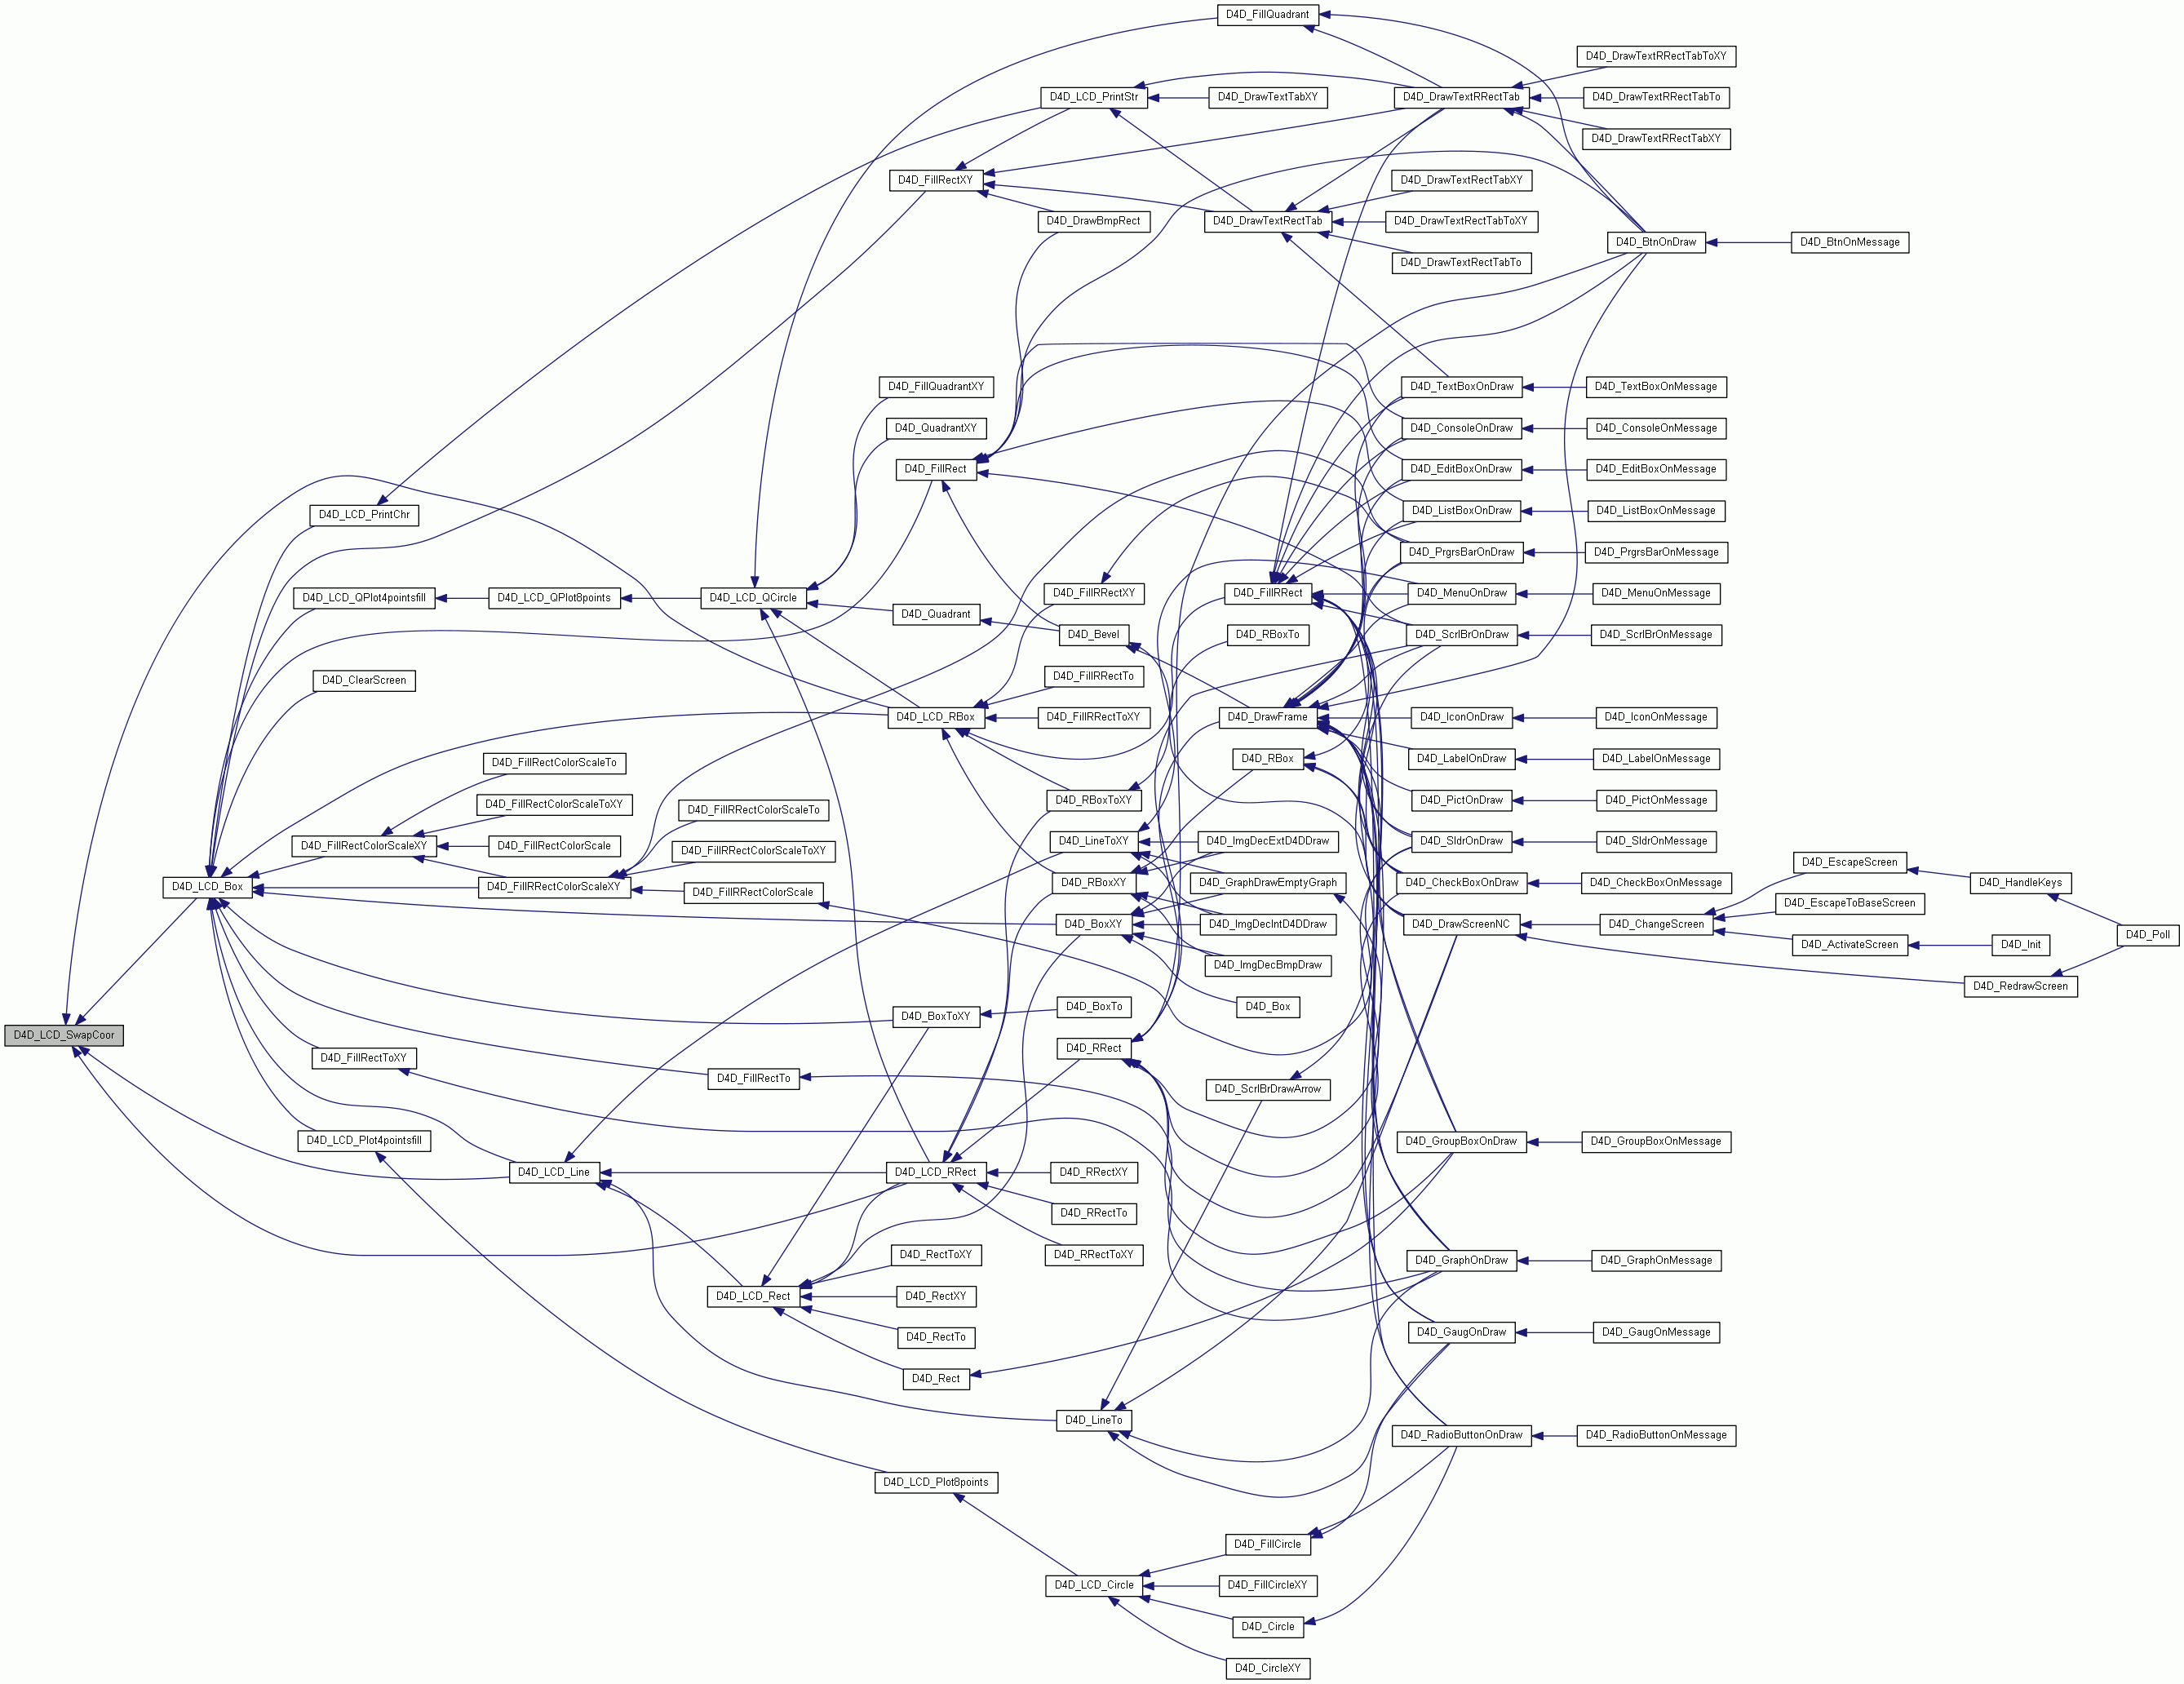 D4D_FillQuadrant
D4D_DrawTextRRectTabToXY
D4D_LCD_PrintStr
D4D_DrawTextTabXY
D4D_DrawTextRRectTab
D4D_DrawTextRRectTabTo
D4D_DrawTextRRectTabXY
D4D_FillRectXY
D4D_DrawTextRectTabXY
D4D_DrawBmpRect
D4D_DrawTextRectTab
D4D_DrawTextRectTabToXY
D4D_BtnOnDraw
D4D_BtnOnMessage
D4D_DrawTextRectTabTo
D4D_FillQuadrantXY
D4D_TextBoxOnDraw
D4D_TextBoxOnMessage
D4D_QuadrantXY
D4D_ConsoleOnDraw
D4D_ConsoleOnMessage
D4D_FillRect
D4D_EditBoxOnDraw
D4D_EditBoxOnMessage
D4D_LCD_PrintChr
D4D_ListBoxOnDraw
D4D_ListBoxOnMessage
D4D_PrgrsBarOnDraw
D4D_PrgrsBarOnMessage
D4D_LCD_QPlot4pointsfill
D4D_LCD_QPlot8points
D4D_LCD_QCircle
D4D_FillRRectXY
D4D_FillRRect
D4D_MenuOnDraw
D4D_MenuOnMessage
D4D_Quadrant
D4D_Bevel
D4D_RBoxTo
D4D_ScrlBrOnDraw
D4D_ScrlBrOnMessage
D4D_ClearScreen
D4D_FillRRectTo
D4D_LCD_RBox
D4D_FillRRectToXY
D4D_DrawFrame
D4D_IconOnDraw
D4D_IconOnMessage
D4D_FillRectColorScaleTo
D4D_RBox
D4D_LabelOnDraw
D4D_LabelOnMessage
D4D_FillRectColorScaleToXY
D4D_FillRRectColorScaleTo
D4D_RBoxToXY
D4D_PictOnDraw
D4D_PictOnMessage
D4D_FillRectColorScaleXY
D4D_FillRectColorScale
D4D_FillRRectColorScaleToXY
D4D_LineToXY
D4D_ImgDecExtD4DDraw
D4D_SldrOnDraw
D4D_SldrOnMessage
D4D_EscapeScreen
D4D_LCD_Box
D4D_FillRRectColorScaleXY
D4D_FillRRectColorScale
D4D_RBoxXY
D4D_GraphDrawEmptyGraph
D4D_CheckBoxOnDraw
D4D_CheckBoxOnMessage
D4D_HandleKeys
D4D_EscapeToBaseScreen
D4D_BoxXY
D4D_ImgDecIntD4DDraw
D4D_DrawScreenNC
D4D_ChangeScreen
D4D_Poll
D4D_ActivateScreen
D4D_Init
D4D_ImgDecBmpDraw
D4D_RedrawScreen
D4D_BoxToXY
D4D_BoxTo
D4D_Box
D4D_LCD_SwapCoor
D4D_FillRectToXY
D4D_RRect
D4D_FillRectTo
D4D_ScrlBrDrawArrow
D4D_LCD_Plot4pointsfill
D4D_GroupBoxOnDraw
D4D_GroupBoxOnMessage
D4D_LCD_Line
D4D_LCD_RRect
D4D_RRectXY
D4D_RRectTo
D4D_RectToXY
D4D_RRectToXY
D4D_GraphOnDraw
D4D_GraphOnMessage
D4D_LCD_Rect
D4D_RectXY
D4D_RectTo
D4D_GaugOnDraw
D4D_GaugOnMessage
D4D_Rect
D4D_LineTo
D4D_RadioButtonOnDraw
D4D_RadioButtonOnMessage
D4D_LCD_Plot8points
D4D_FillCircle
D4D_LCD_Circle
D4D_FillCircleXY
D4D_Circle
D4D_CircleXY